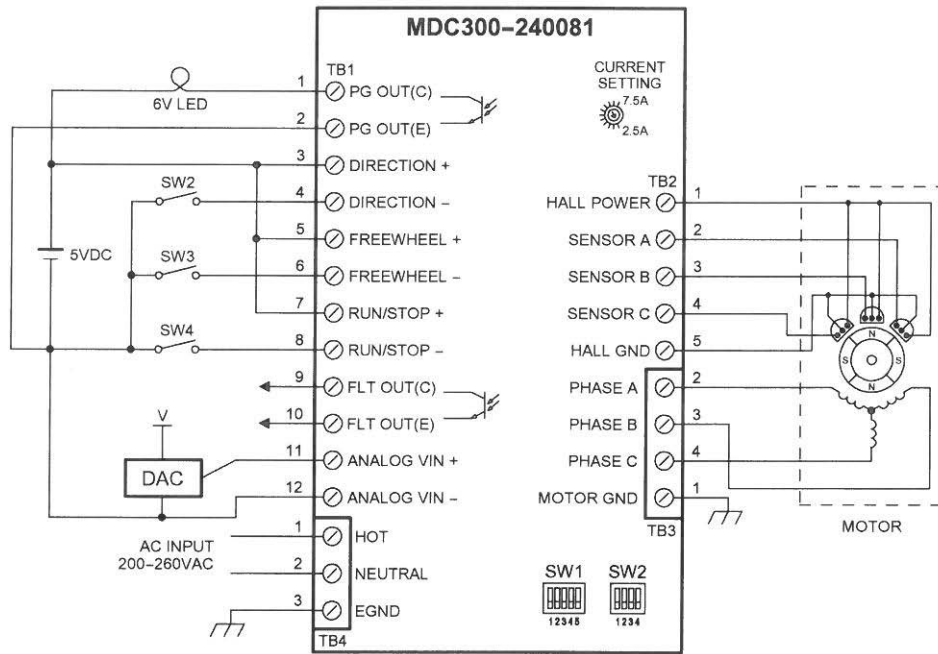 MDC300-240081
TB1
CURRENT
SETTING
7.5A
2.5A
6V LED
1 PG OUT(C)
2 PG OUT(E)
3 DIRECTION +
SW2
4 DIRECTION –
5 FREEWHEEL +
5VDC
SW3
6 FREEWHEEL –
7 RUN/STOP +
SW4
8 RUN/STOP –
9 FLT OUT(C)
10 FLT OUT(E)
V
DAC
11 ANALOG VIN +
12 ANALOG VIN –
AC INPUT
200-260VAC
1 HOT
2 NEUTRAL
3 EGND
TB4
TB2
HALL POWER 1
SENSOR A 2
SENSOR B 3
SENSOR C 4
HALL GND 5
PHASE A 2
PHASE B 3
PHASE C 4
MOTOR GND 1
TB3
N
S S
N
MOTOR
SW1 SW2
12345 1234